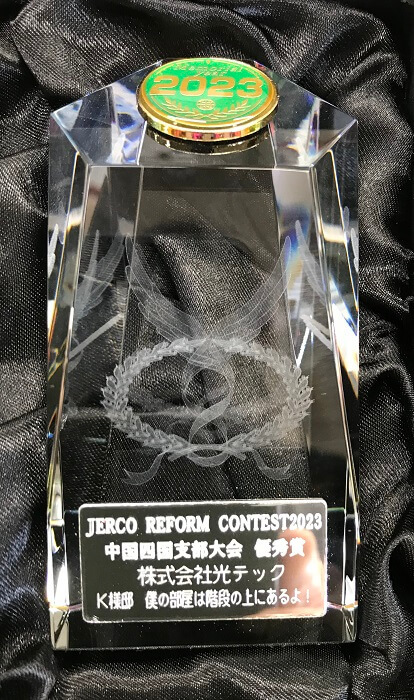 Memorial
Year
2023
JERCO REFORM CONTEST2023
中国四国支部大会 優秀賞
株式会社光テック
K様邸 僕の部屋は階段の上にあるよ！